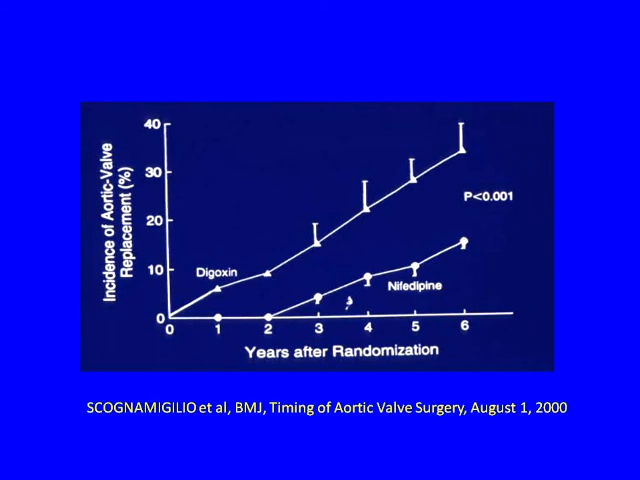 Incidence of Aortic-Valve
Replacement (%)
40
30
20
10
0
Digoxin
P<0.001
Nifedipine
0 1 2 3 4 5 6
Years after Randomization
SCOGNAMIGILIO et al, BMJ, Timing of Aortic Valve Surgery, August 1, 2000